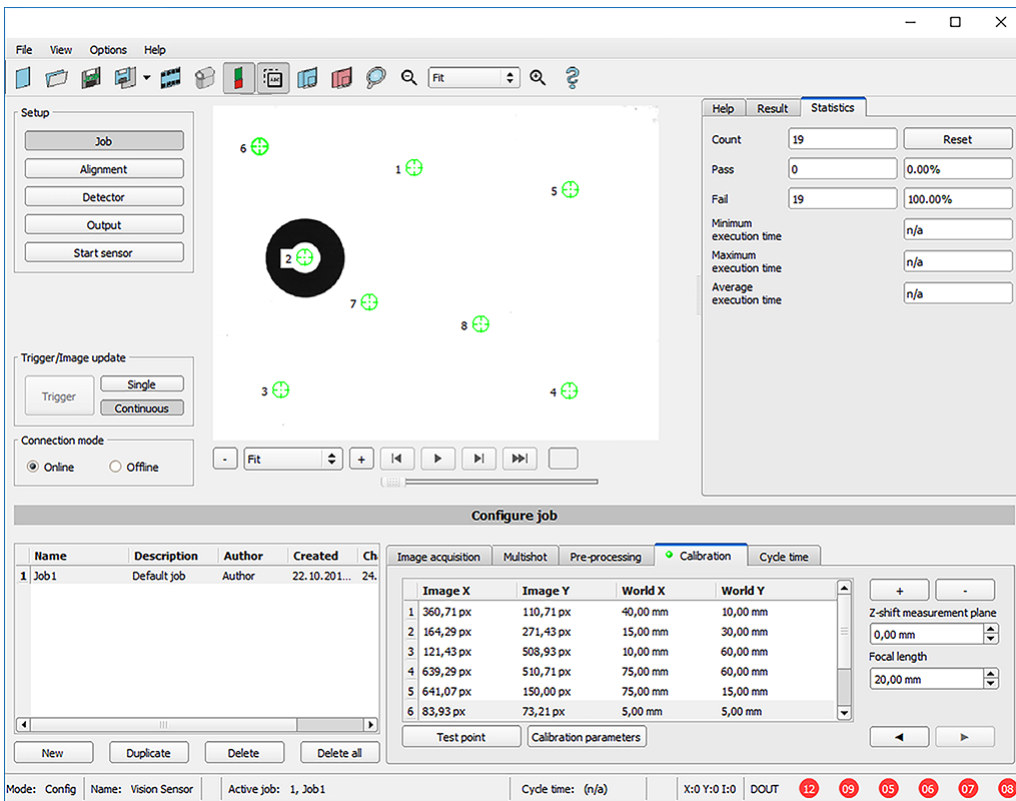 File View Options Help
ABC Fit ?
Setup
Job
Alignment
Detector
Output
Start sensor
Trigger/Image update
Trigger
Single
Continuous
Connection mode
Online Offline
6
1
5
2
7
8
3
4
- Fit +
Help Result Statistics
Count 19 Reset
Pass 0 0.00%
Fail 19 100.00%
Minimum
execution time n/a
Maximum
execution time n/a
Average
execution time n/a
Configure job
Name Description Author Created Ch
1 Job1 Default job Author 22.10.201... 24.
New Duplicate Delete Delete all
Image acquisition Multishot Pre-processing Calibration Cycle time
Image X Image Y World X World Y
1 360,71 px 110,71 px 40,00 mm 10,00 mm
2 164,29 px 271,43 px 15,00 mm 30,00 mm
3 121,43 px 508,93 px 10,00 mm 60,00 mm
4 639,29 px 510,71 px 75,00 mm 60,00 mm
5 641,07 px 150,00 px 75,00 mm 15,00 mm
6 83,93 px 73,21 px 5,00 mm 5,00 mm
Test point Calibration parameters
+ -
Z-shift measurement plane
0,00 mm
Focal length
20,00 mm
Mode: Config Name: Vision Sensor Active job: 1, Job1 Cycle time: (n/a) X:0 Y:0 I:0 DOUT 12 09 05 06 07 08